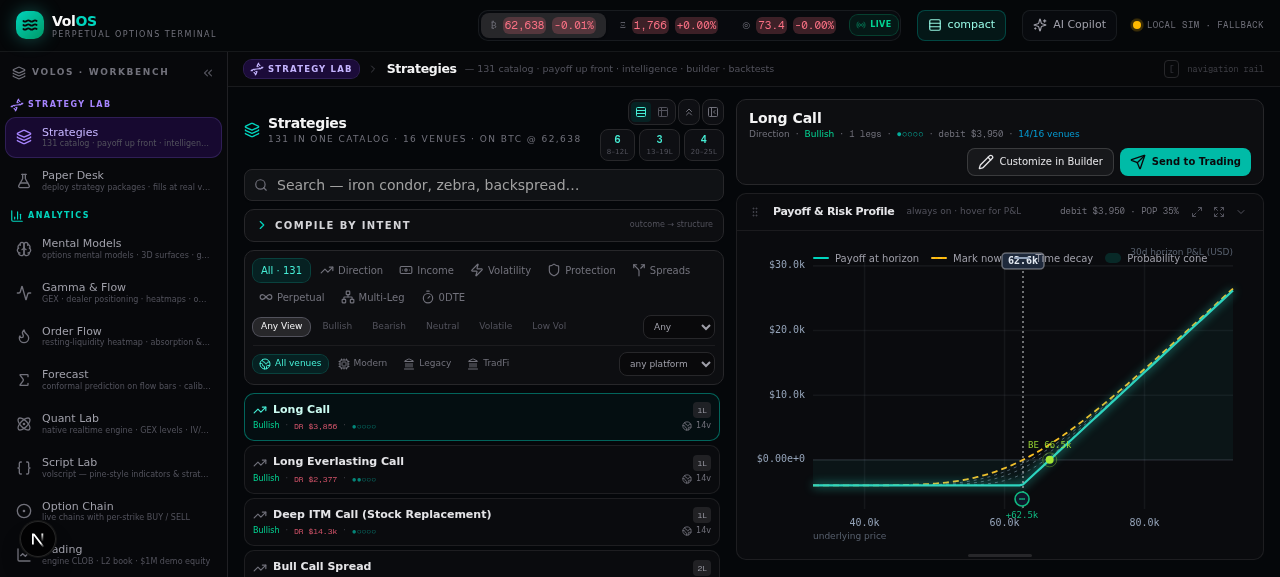 VolOS
PERPETUAL OPTIONS TERMINAL
₿ 62,638 -0.01%
Ξ 1,766 +0.00%
◎ 73.4 -0.00%
LIVE
compact
AI Copilot
LOCAL SIM · FALLBACK
VOLOS · WORKBENCH
STRATEGY LAB
Strategies
131 catalog · payoff up front · intelligen…
Paper Desk
deploy strategy packages · fills at real v…
ANALYTICS
Mental Models
options mental models · 3D surfaces · g…
Gamma & Flow
GEX · dealer positioning · heatmaps · o…
Order Flow
resting-liquidity heatmap · absorption &…
Forecast
conformal prediction on flow bars · calib…
Quant Lab
native realtime engine · GEX levels · IV/…
Script Lab
volscript — pine-style indicators & strat…
Option Chain
live chains with per-strike BUY / SELL
N
ading
engine CLOB · L2 book · $1M demo equity
STRATEGY LAB
Strategies — 131 catalog · payoff up front · intelligence · builder · backtests
[ navigation rail
Strategies
131 IN ONE CATALOG · 16 VENUES · ON BTC @ 62,638
6
8–12L
3
13–19L
4
20–25L
Search — iron condor, zebra, backspread…
COMPILE BY INTENT
outcome → structure
All · 131
Direction
Income
Volatility
Protection
Spreads
Perpetual
Multi-Leg
0DTE
Any View
Bullish
Bearish
Neutral
Volatile
Low Vol
Any
All venues
Modern
Legacy
TradFi
any platform
Long Call
1L
Bullish · DR $3,856 · ●○○○○
14v
Long Everlasting Call
1L
Bullish · DR $2,377 · ●●○○○
14v
Deep ITM Call (Stock Replacement)
1L
Bullish · DR $14.3k · ●○○○○
14v
Bull Call Spread
2L
Long Call
Direction · Bullish · 1 legs · ●○○○○ · debit $3,950 · 14/16 venues
Customize in Builder
Send to Trading
Payoff & Risk Profile
always on · hover for P&L
debit $3,950 · POP 35%
30d horizon P&L (USD)
Payoff at horizon
Mark now
Time decay
Probability cone
62.6k
$30.0k
$20.0k
$10.0k
$0.00e+0
BE 66.5k
+62.5k
40.0k
60.0k
80.0k
underlying price